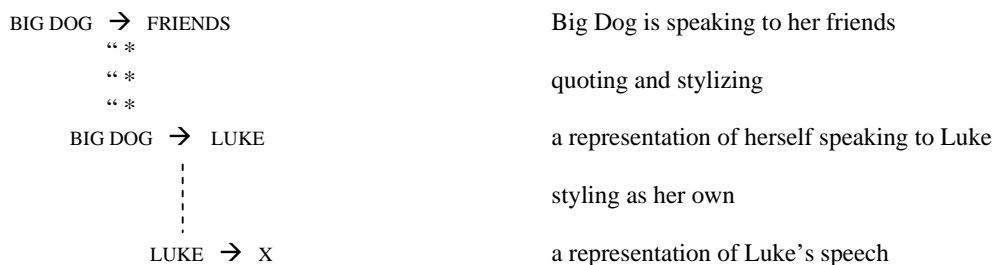 BIG DOG → FRIENDS Big Dog is speaking to her friends
“ *
“ * quoting and stylizing
“ *
BIG DOG → LUKE a representation of herself speaking to Luke
styling as her own
LUKE → X a representation of Luke’s speech